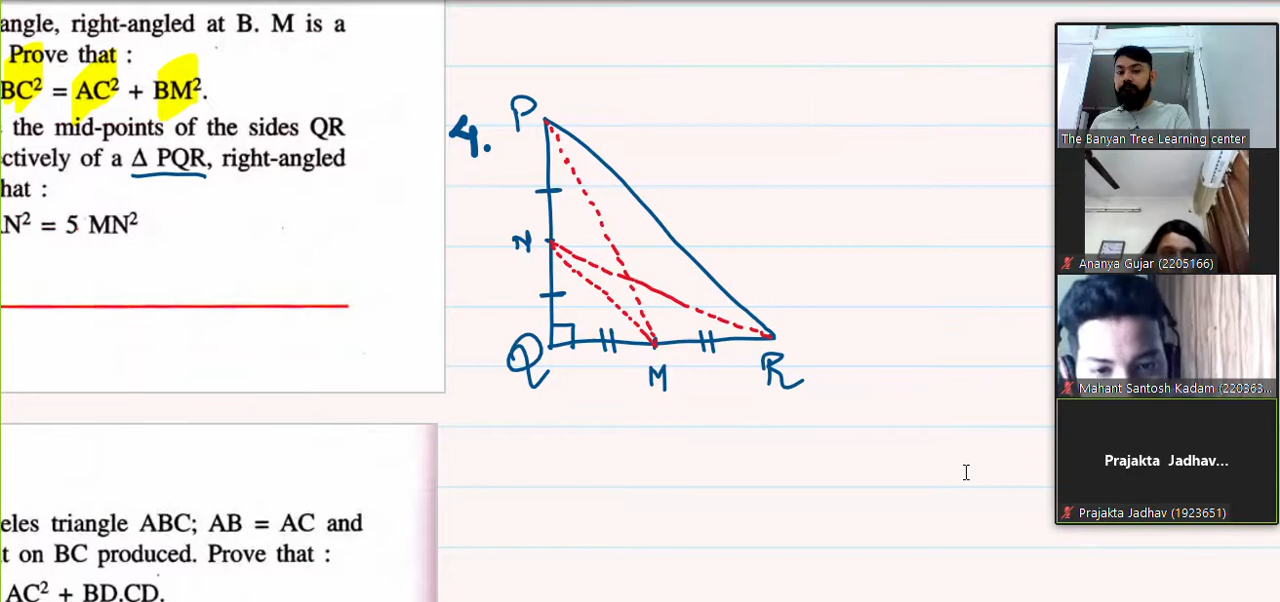 angle, right-angled at B. M is a
Prove that :
BC² = AC² + BM².
the mid-points of the sides QR
ctively of a Δ PQR, right-angled
hat :
N² = 5 MN²
eles triangle ABC; AB = AC and
t on BC produced. Prove that :
AC² + BD.CD.
4.
P
N
Q
M
R
The Banyan Tree Learning center
Ananya Gujar (2205166)
Mahant Santosh Kadam (220363...
Prajakta Jadhav...
Prajakta Jadhav (1923651)